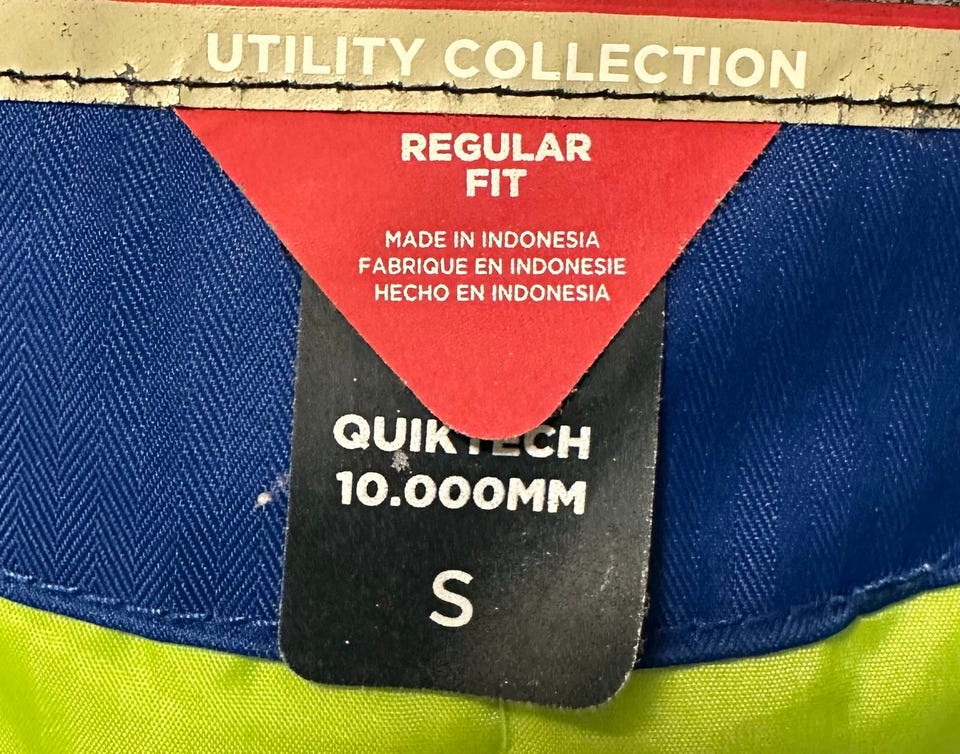 UTILITY COLLECTION
REGULAR
FIT
MADE IN INDONESIA
FABRIQUE EN INDONESIE
HECHO EN INDONESIA
QUIKTECH
10.000MM
S